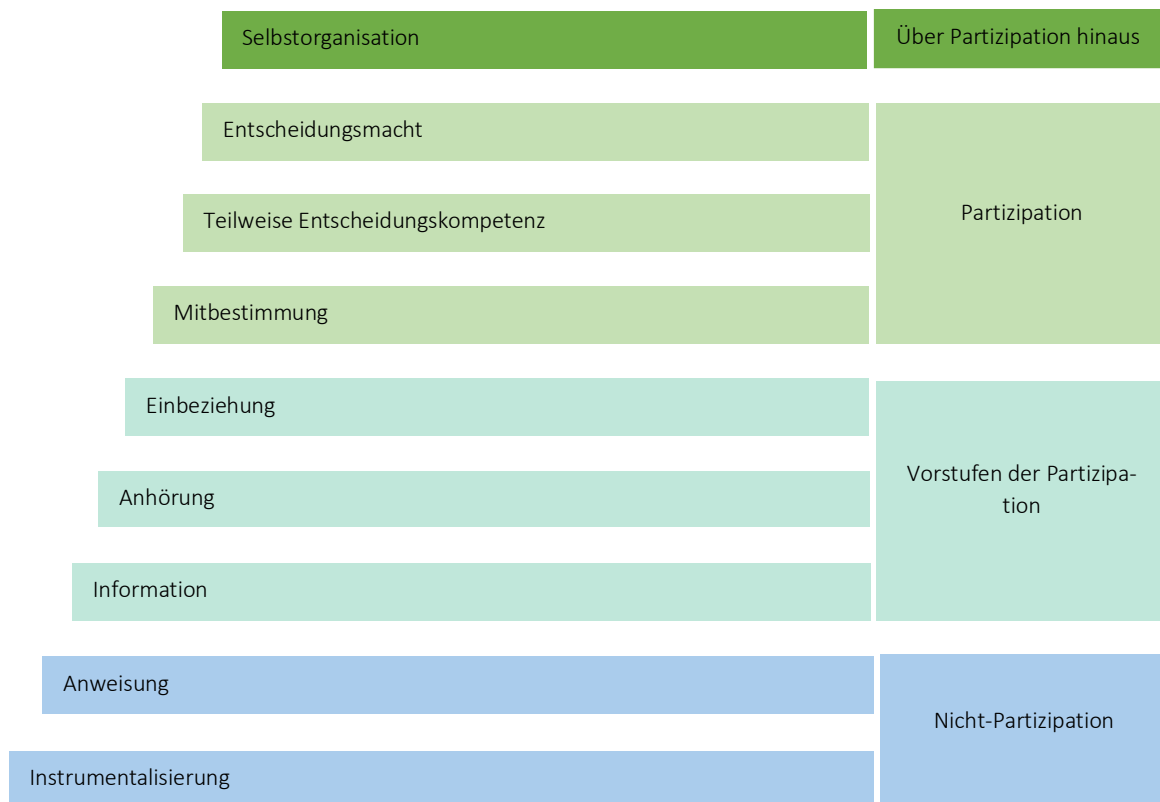 Selbstorganisation
Über Partizipation hinaus
Entscheidungsmacht
Teilweise Entscheidungskompetenz
Mitbestimmung
Partizipation
Einbeziehung
Anhörung
Information
Vorstufen der Partizipa-
tion
Anweisung
Instrumentalisierung
Nicht-Partizipation